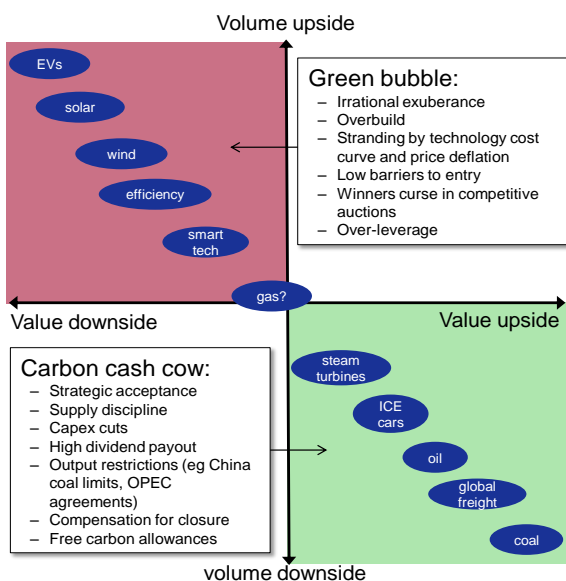 Volume upside
EVs
solar
wind
efficiency
smart
tech
Green bubble:
– Irrational exuberance
– Overbuild
– Stranding by technology cost
curve and price deflation
– Low barriers to entry
– Winners curse in competitive
auctions
– Over-leverage
gas?
Value downside
Value upside
Carbon cash cow:
– Strategic acceptance
– Supply discipline
– Capex cuts
– High dividend payout
– Output restrictions (eg China
coal limits, OPEC
agreements)
– Compensation for closure
– Free carbon allowances
steam
turbines
ICE
cars
oil
global
freight
coal
volume downside